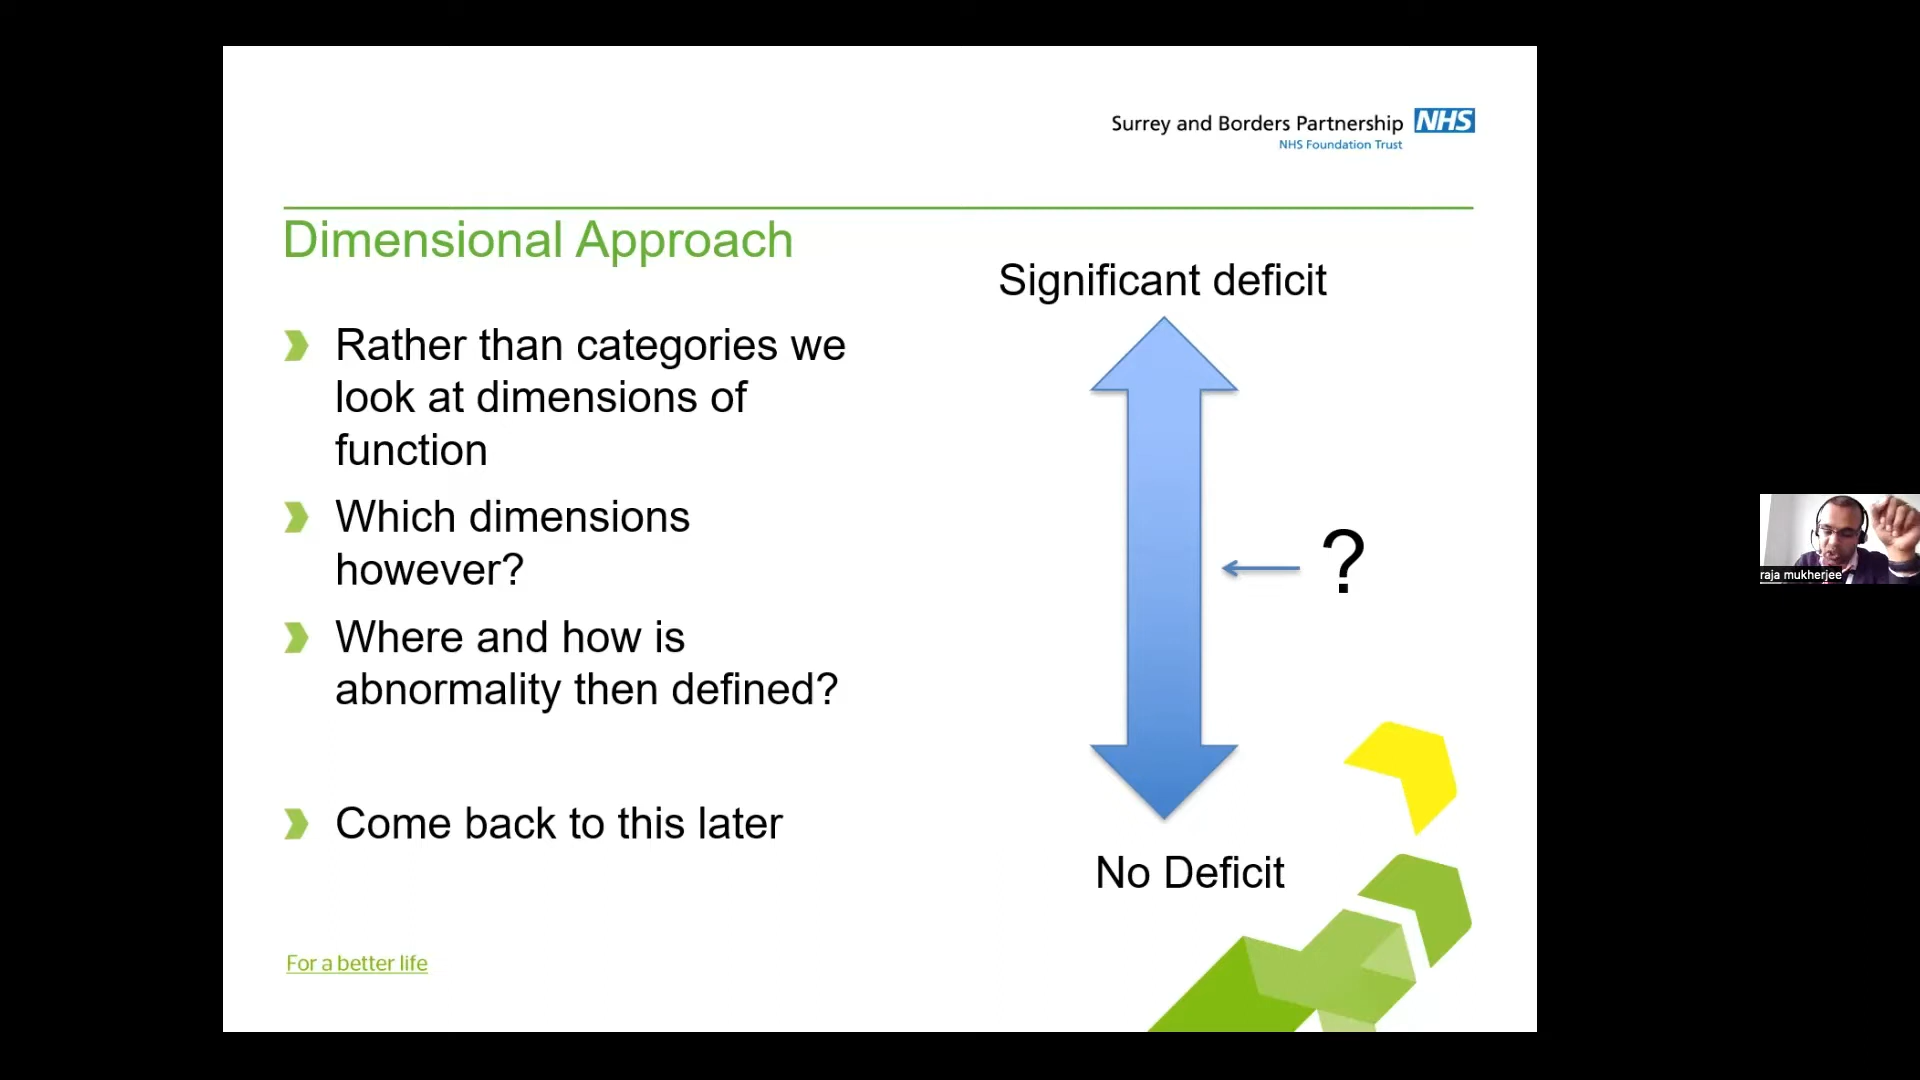 Surrey and Borders Partnership NHS
NHS Foundation Trust
Dimensional Approach
Rather than categories we
look at dimensions of
function
Which dimensions
however?
Where and how is
abnormality then defined?
Come back to this later
Significant deficit
?
No Deficit
For a better life
raja mukherjee